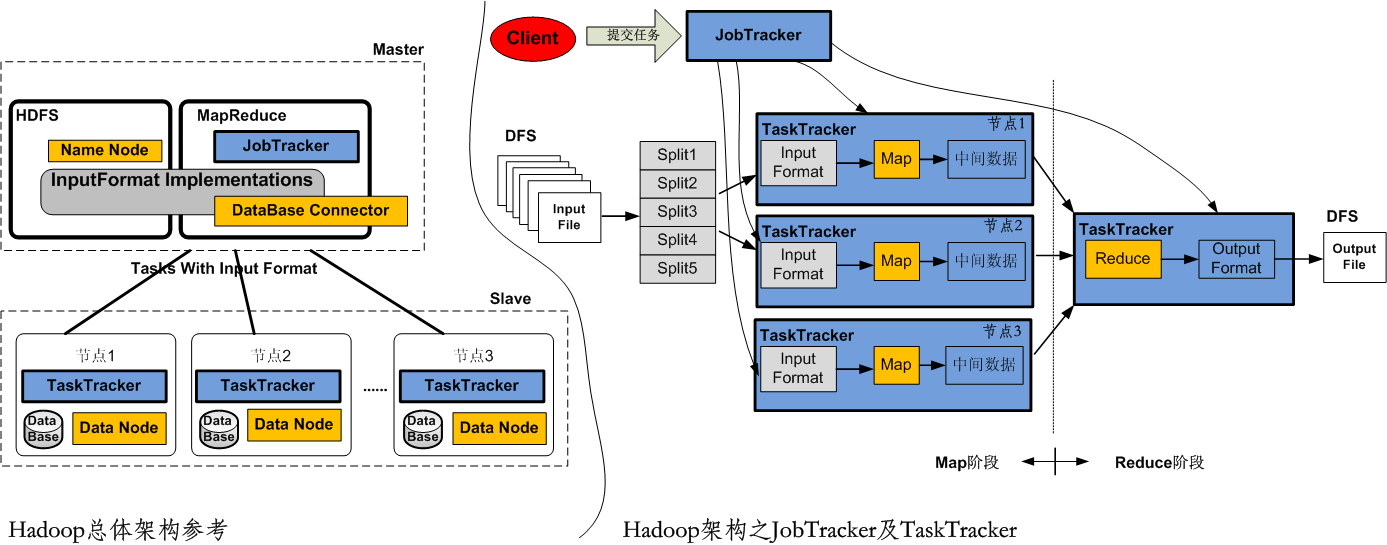 Master
HDFS
MapReduce
Name Node
JobTracker
InputFormat Implementations
DataBase Connector
Tasks With Input Format
Slave
节点1
TaskTracker
Data
Base
Data Node
节点2
TaskTracker
Data
Base
Data Node
......
节点3
TaskTracker
Data
Base
Data Node
Hadoop总体架构参考
Client
提交任务
JobTracker
DFS
Input
File
Split1
Split2
Split3
Split4
Split5
TaskTracker
节点1
Input
Format
Map
中间数据
TaskTracker
节点2
Input
Format
Map
中间数据
TaskTracker
节点3
Input
Format
Map
中间数据
TaskTracker
Reduce
Output
Format
DFS
Output
File
Map阶段
Reduce阶段
Hadoop架构之JobTracker及TaskTracker